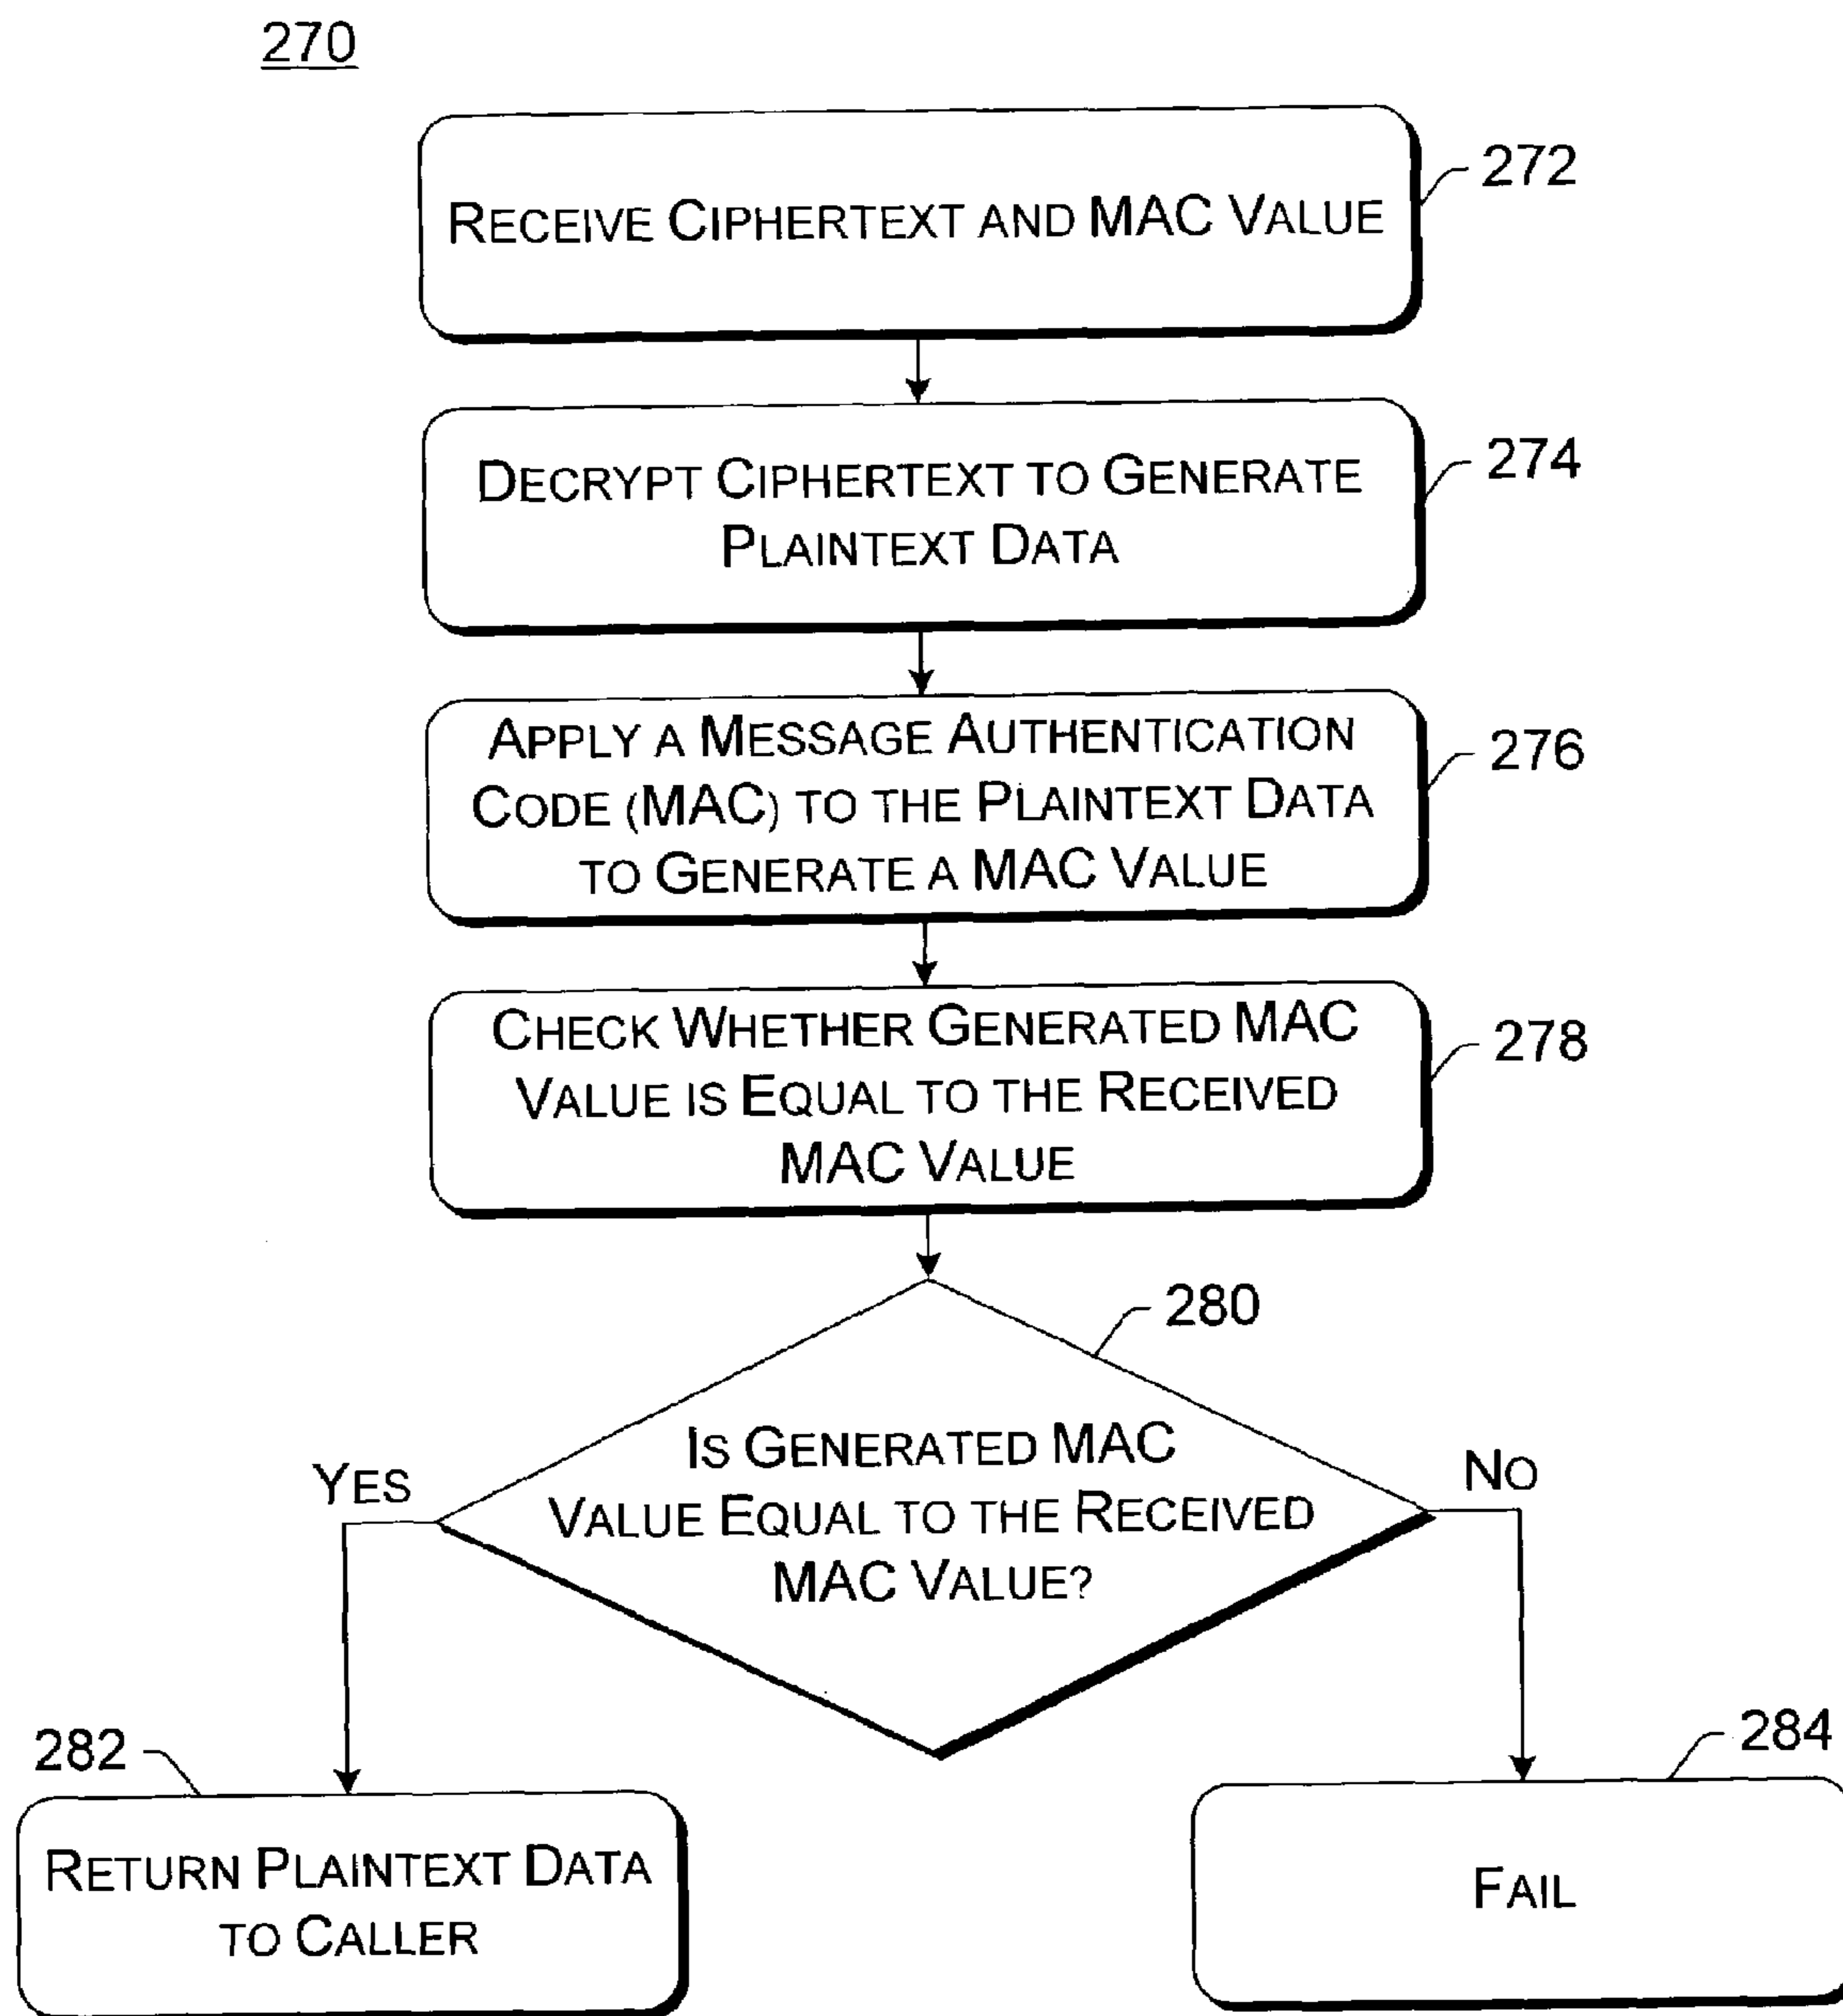 270
RECEIVE CIPHERTEXT AND MAC VALUE
272
DECRYPT CIPHERTEXT TO GENERATE
PLAINTEXT DATA
274
APPLY A MESSAGE AUTHENTICATION
CODE (MAC) TO THE PLAINTEXT DATA
TO GENERATE A MAC VALUE
276
CHECK WHETHER GENERATED MAC
VALUE IS EQUAL TO THE RECEIVED
MAC VALUE
278
280
IS GENERATED MAC
VALUE EQUAL TO THE RECEIVED
MAC VALUE?
YES
NO
282
RETURN PLAINTEXT DATA
TO CALLER
284
FAIL